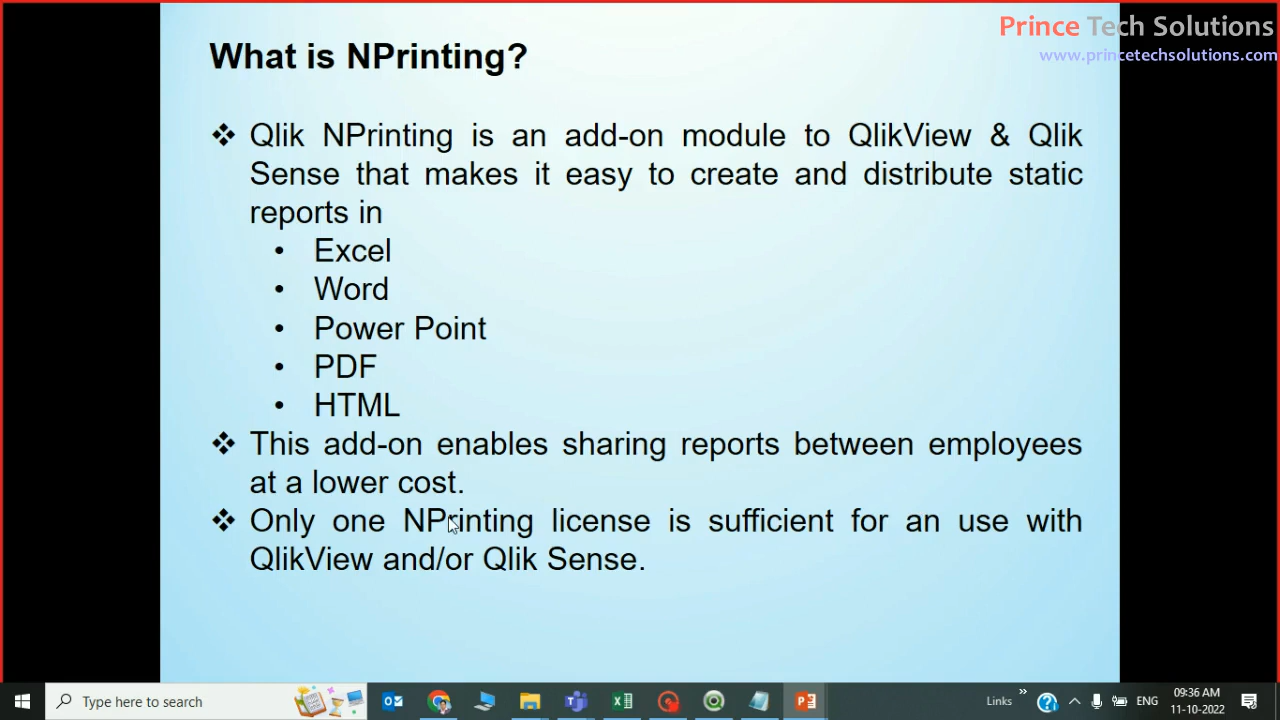 Prince Tech Solutions
www.princetechsolutions.com
What is NPrinting?
❖ Qlik NPrinting is an add-on module to QlikView & Qlik
Sense that makes it easy to create and distribute static
reports in
• Excel
• Word
• Power Point
• PDF
• HTML
❖ This add-on enables sharing reports between employees
at a lower cost.
❖ Only one NPrinting license is sufficient for an use with
QlikView and/or Qlik Sense.
Type here to search
Links
ENG
09:36 AM
11-10-2022